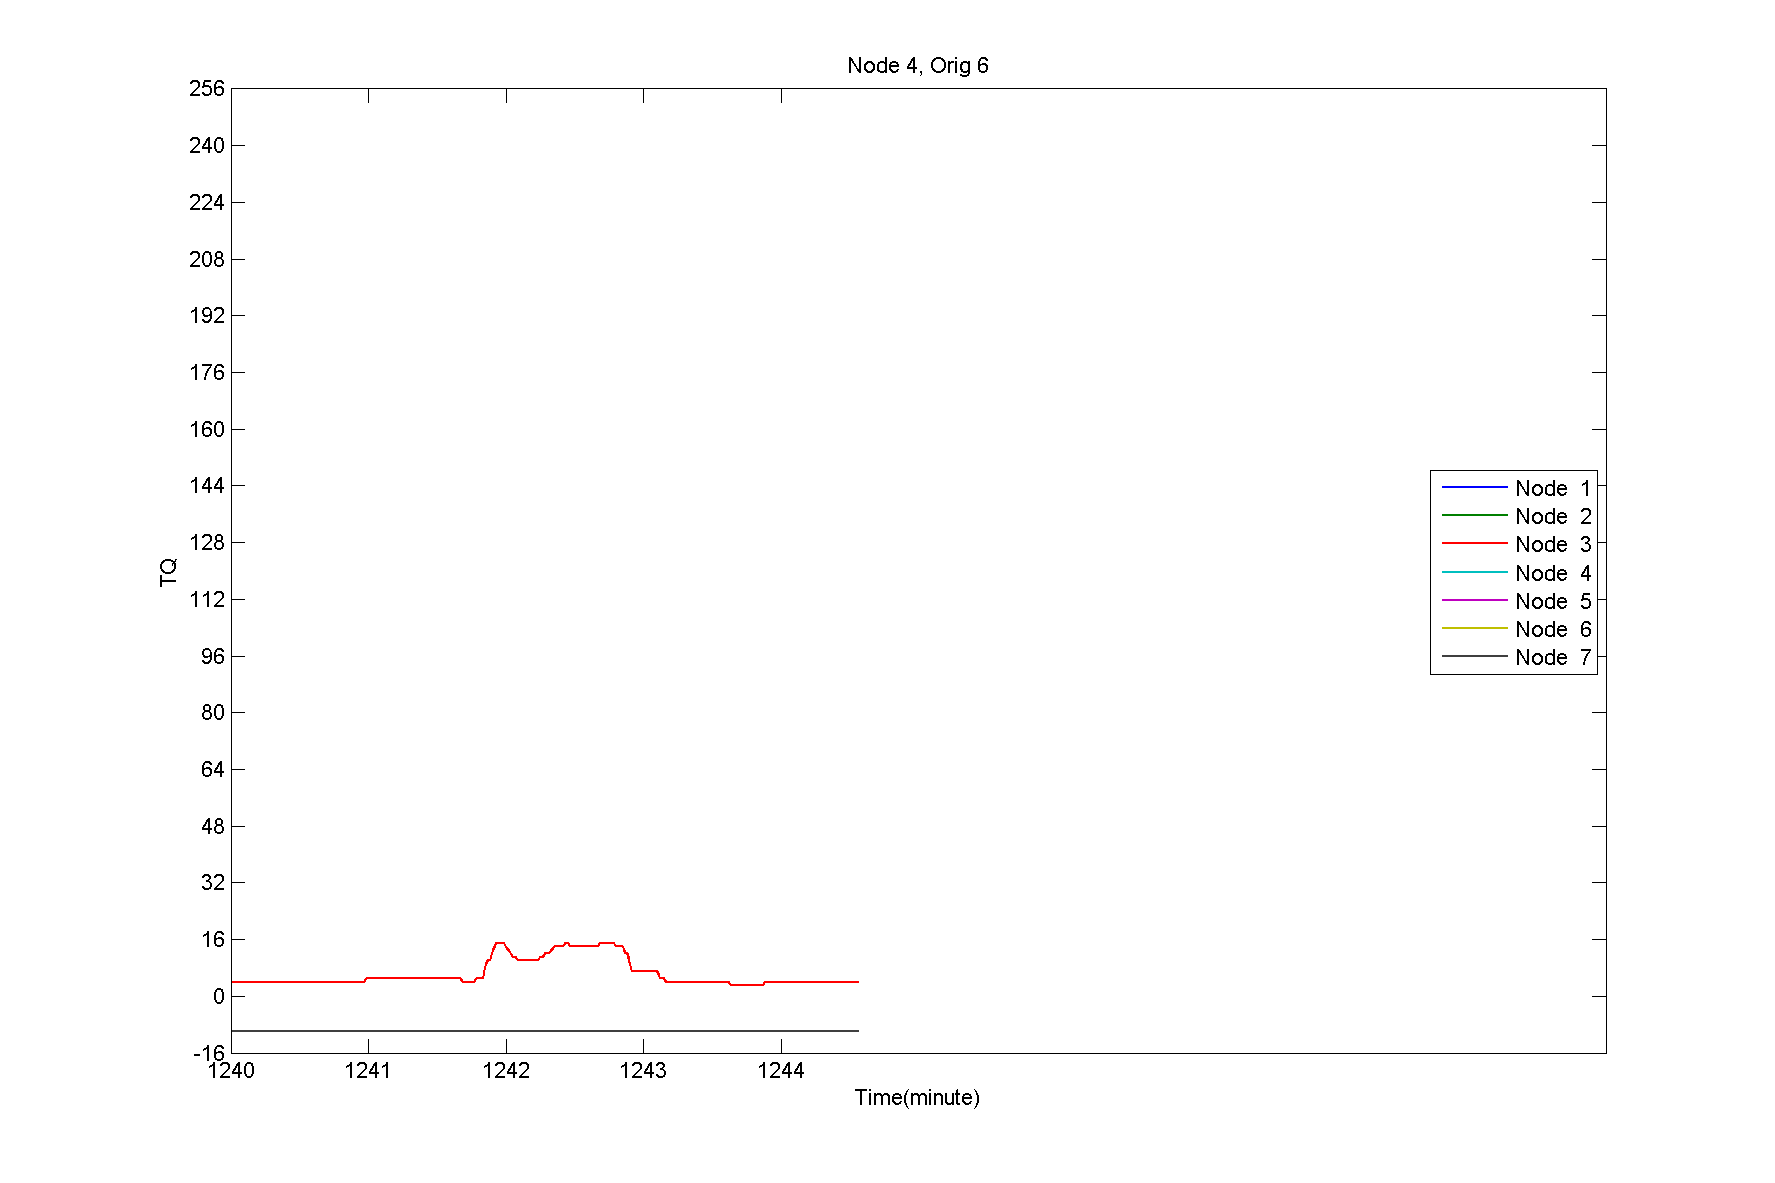 Node 4, Orig 6
256
240
224
208
192
176
160
144
128
112
96
80
64
48
32
16
0
-16
TQ
Node 1
Node 2
Node 3
Node 4
Node 5
Node 6
Node 7
1240 1241 1242 1243 1244
Time(minute)